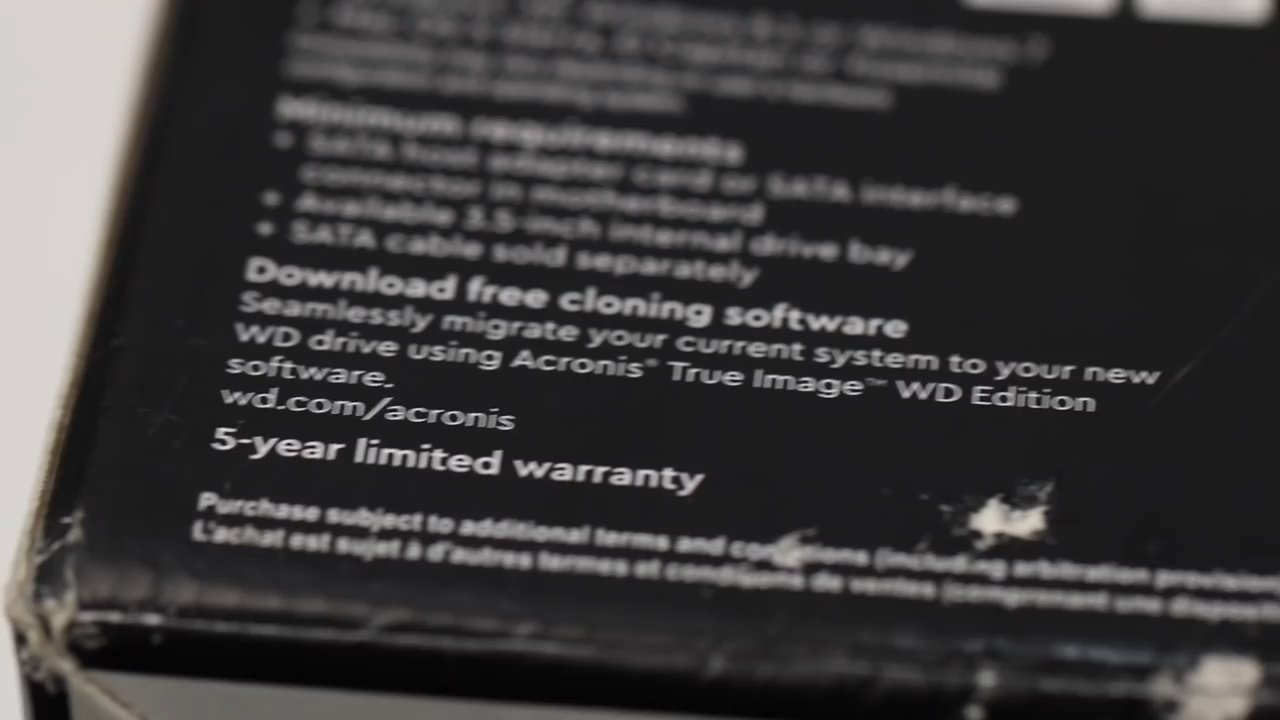 Minimum requirements
• SATA host adapter card or SATA interface
connector in motherboard
• Available 3.5-inch internal drive bay
• SATA cable sold separately
Download free cloning software
Seamlessly migrate your current system to your new
WD drive using Acronis® True Image™ WD Edition
software.
wd.com/acronis
5-year limited warranty
Purchase subject to additional terms and conditions (including arbitration provision
L'achat est sujet à d'autres termes et conditions de ventes (comprenant une